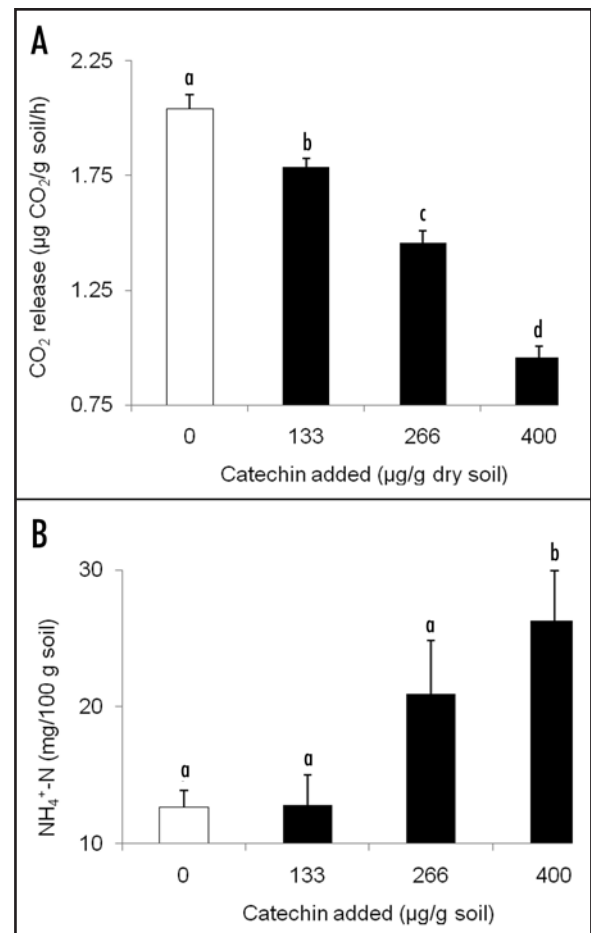 A
CO₂ release (µg CO₂/g soil/h)
2.25
1.75
1.25
0.75
a
b
c
d
0 133 266 400
Catechin added (µg/g dry soil)
B
NH₄⁺-N (mg/100 g soil)
30
20
10
a
a
a
b
0 133 266 400
Catechin added (µg/g soil)